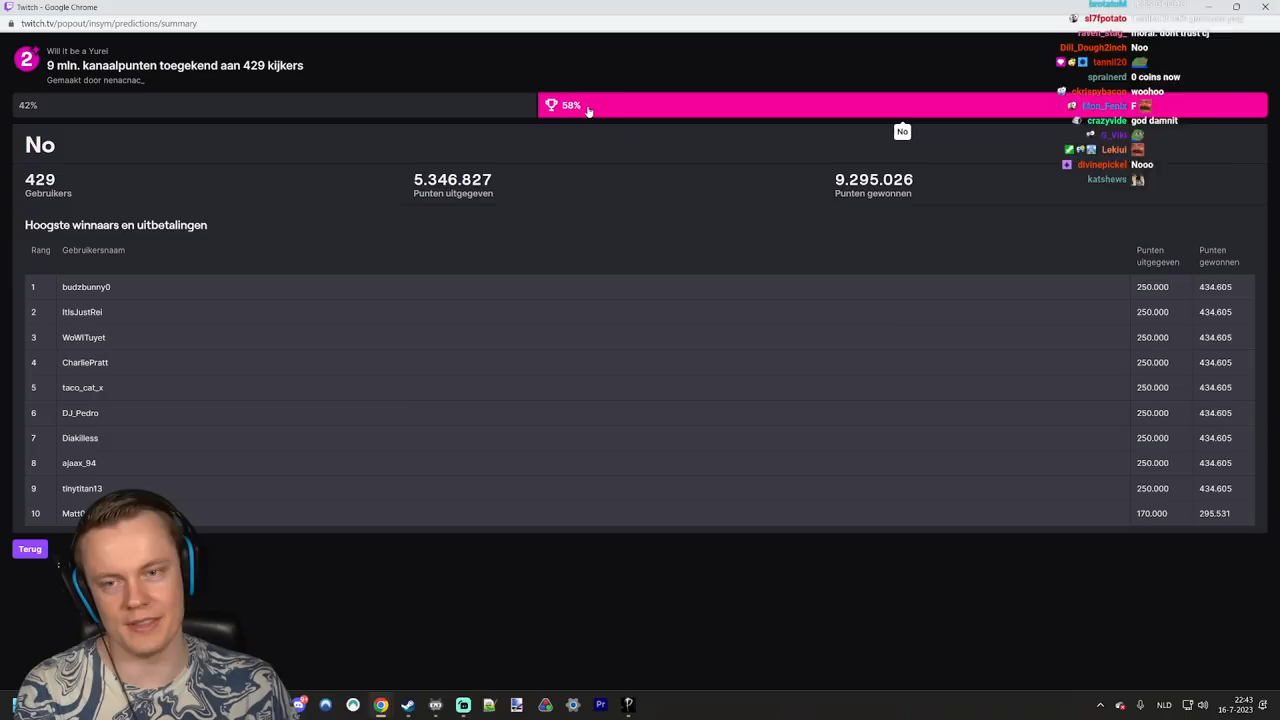 Twitch - Google Chrome
twitch.tv/popout/insym/predictions/summary
2
Will it be a Yurei
9 mln. kanaalpunten toegekend aan 429 kijkers
Gemaakt door nenacnac_
42%
58%
No
No
429
Gebruikers
5.346.827
Punten uitgegeven
9.295.026
Punten gewonnen
Hoogste winnaars en uitbetalingen
Rang Gebruikersnaam Punten uitgegeven Punten gewonnen
1 budzbunny0 250.000 434.605
2 ItIsJustRei 250.000 434.605
3 WoWITuyet 250.000 434.605
4 CharliePratt 250.000 434.605
5 taco_cat_x 250.000 434.605
6 DJ_Pedro 250.000 434.605
7 Diakilless 250.000 434.605
8 ajaax_94 250.000 434.605
9 tinytitan13 250.000 434.605
10 170.000 295.531
Terug
sl7fpotato
raven_stag_ moral: dont trust cj
Dill_Dough2inch Noo
tannil20
sprainerd 0 coins now
ckrispybacon woohoo
Mon_Fenix F
crazyvide god damnit
S_Viki
Lekiui
divinepickel Nooo
katshews
NLD
22:43
16-7-2023